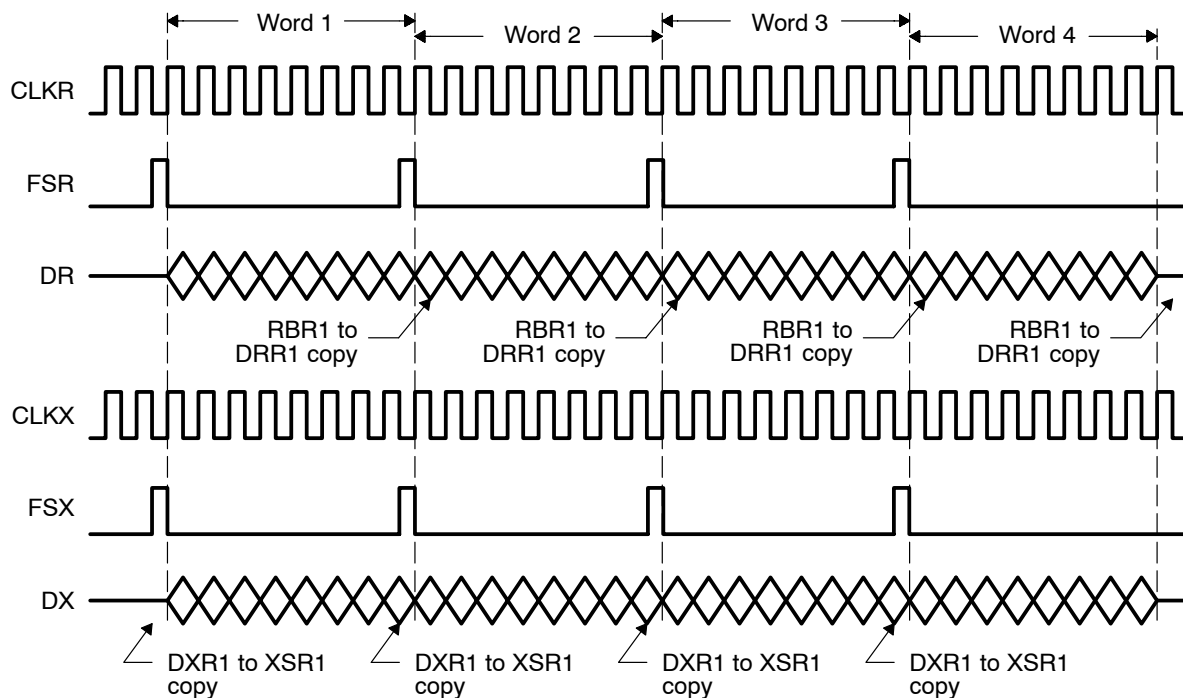 Word 1
Word 2
Word 3
Word 4
CLKR
FSR
DR
RBR1 to
DRR1 copy
RBR1 to
DRR1 copy
RBR1 to
DRR1 copy
RBR1 to
DRR1 copy
CLKX
FSX
DX
DXR1 to XSR1
copy
DXR1 to XSR1
copy
DXR1 to XSR1
copy
DXR1 to XSR1
copy